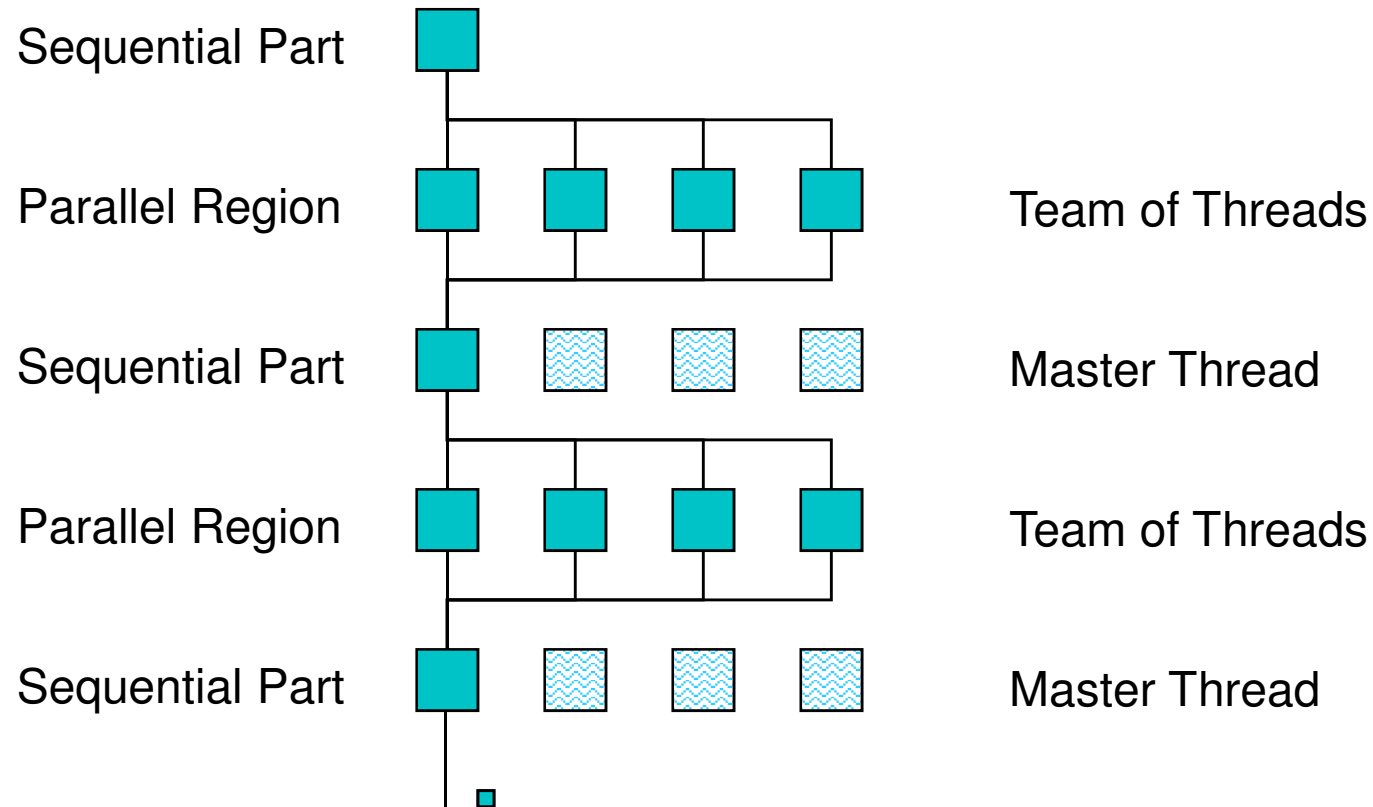 Sequential Part
Parallel Region Team of Threads
Sequential Part Master Thread
Parallel Region Team of Threads
Sequential Part Master Thread